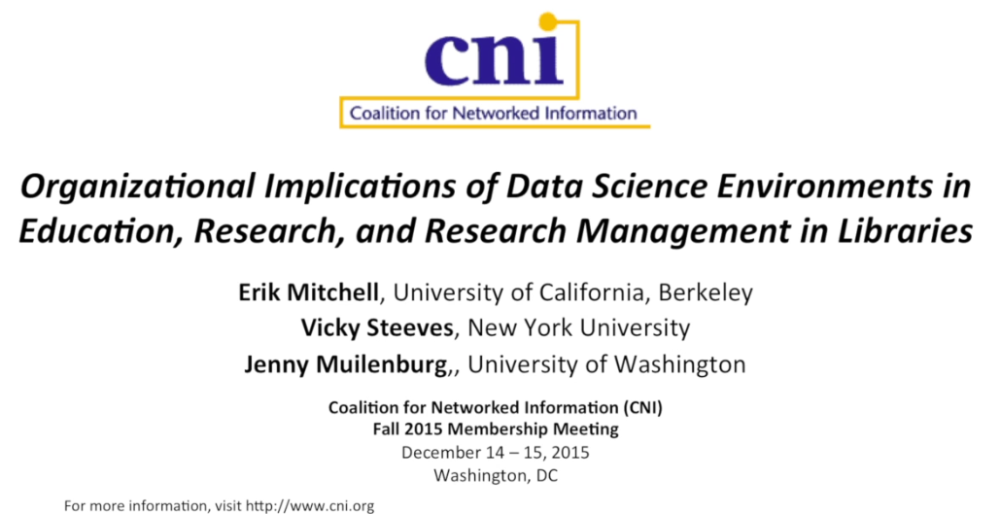 cni
Coalition for Networked Information
Organizational Implications of Data Science Environments in
Education, Research, and Research Management in Libraries
Erik Mitchell, University of California, Berkeley
Vicky Steeves, New York University
Jenny Muilenburg,, University of Washington
Coalition for Networked Information (CNI)
Fall 2015 Membership Meeting
December 14 – 15, 2015
Washington, DC
For more information, visit http://www.cni.org